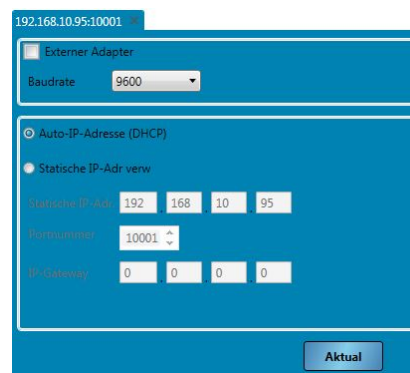 192.168.10.95:10001 ×
Externer Adapter
Baudrate 9600
Auto-IP-Adresse (DHCP)
Statische IP-Adr verw
Statische IP-Adr. 192 . 168 . 10 . 95
Portnummer 10001
IP-Gateway 0 . 0 . 0 . 0
Aktual